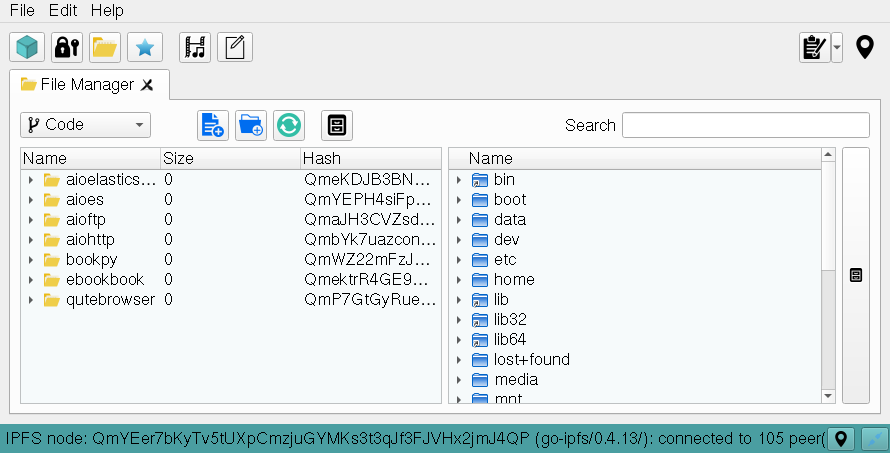 File Edit Help
File Manager
Code Search
Name Size Hash Name
aioelastics... 0 QmeKDJB3BN... bin
aioes 0 QmYEPH4siFp... boot
aioftp 0 QmaJH3CVZsd... data
aiohttp 0 QmbYk7uazcon... dev
bookpy 0 QmWZ22mFzJ... etc
ebookbook 0 QmektrR4GE9... home
qutebrowser 0 QmP7GtGyRue... lib
lib32
lib64
lost+found
media
mnt
IPFS node: QmYEer7bKyTv5tUXpCmzjuGYMKs3t3qJf3FJVHx2jmJ4QP (go-ipfs/0.4.13/): connected to 105 peer(